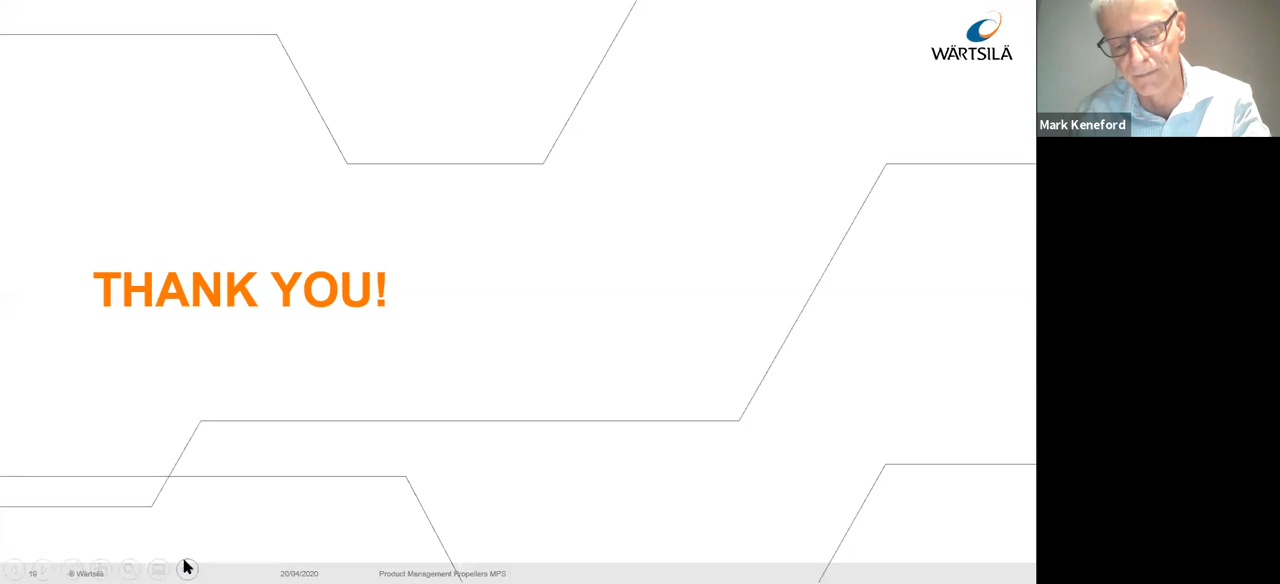 WÄRTSILÄ
Mark Keneford
THANK YOU!
19 © Wärtsilä 20/04/2020 Product Management Propellers MPS